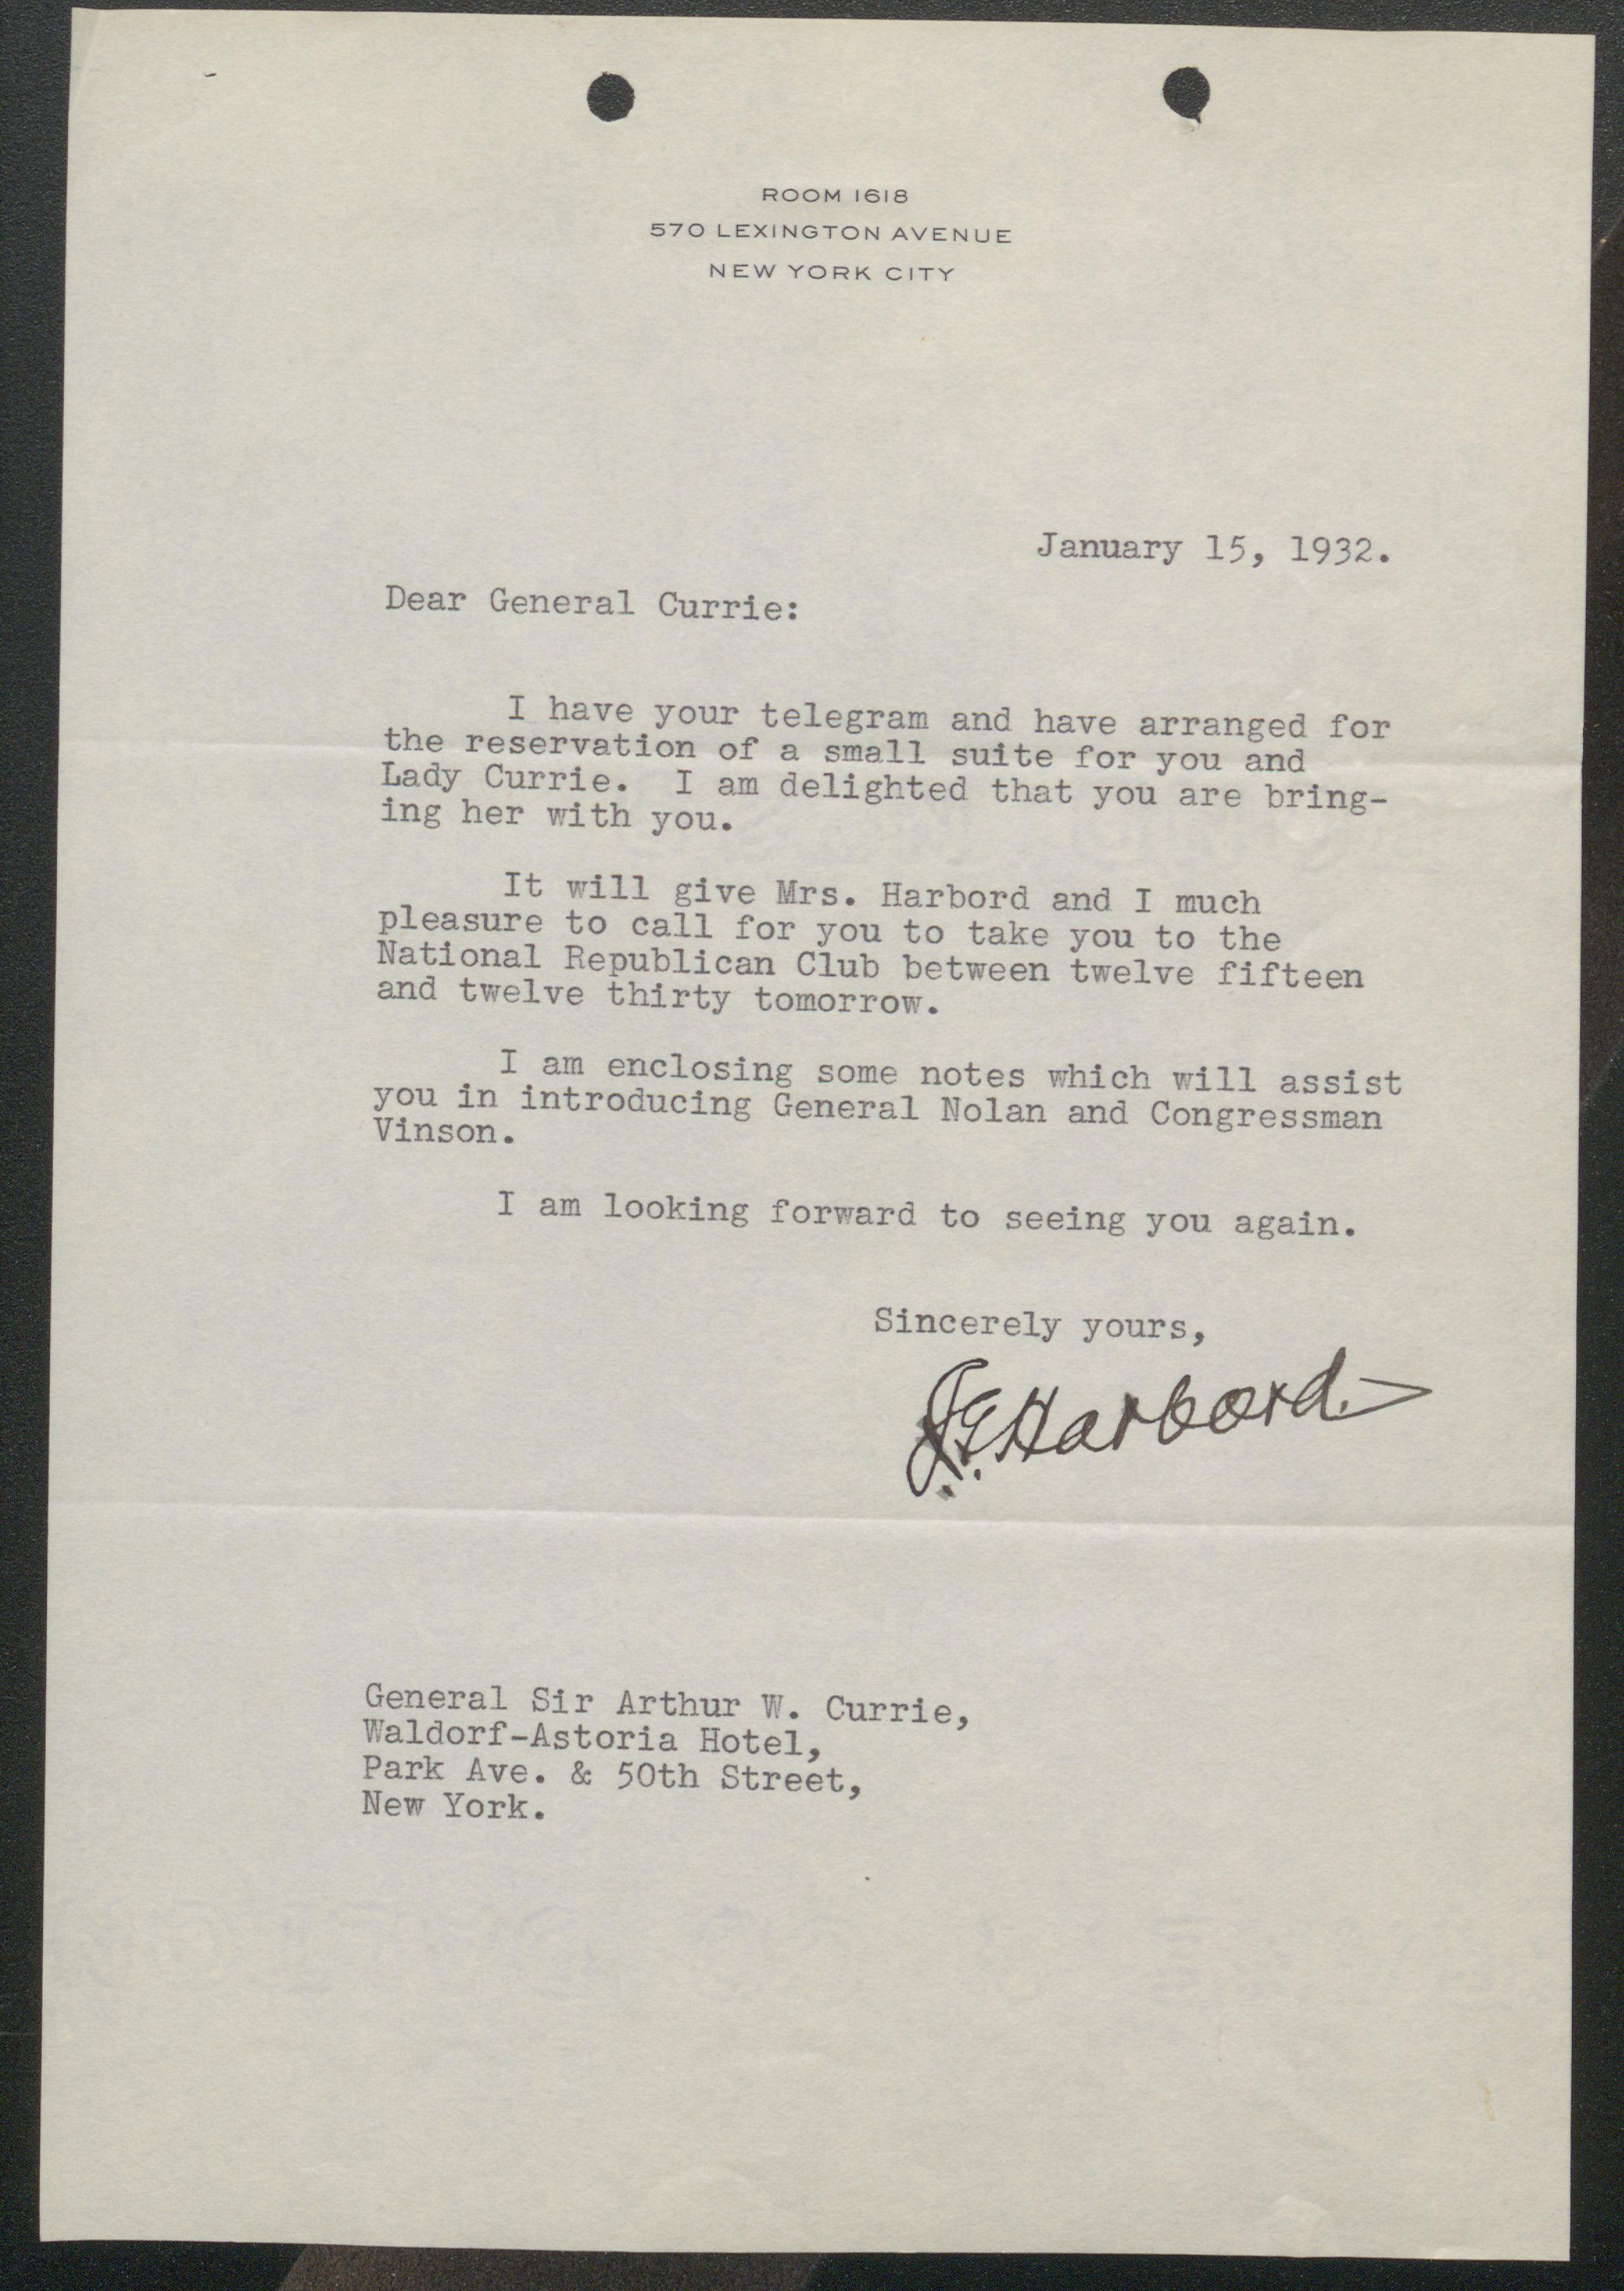 ROOM 1618
570 LEXINGTON AVENUE
NEW YORK CITY
January 15, 1932.
Dear General Currie:
I have your telegram and have arranged for
the reservation of a small suite for you and
Lady Currie. I am delighted that you are bring-
ing her with you.
It will give Mrs. Harbord and I much
pleasure to call for you to take you to the
National Republican Club between twelve fifteen
and twelve thirty tomorrow.
I am enclosing some notes which will assist
you in introducing General Nolan and Congressman
Vinson.
I am looking forward to seeing you again.
Sincerely yours,
J.G. Harbord.
General Sir Arthur W. Currie,
Waldorf-Astoria Hotel,
Park Ave. & 50th Street,
New York.